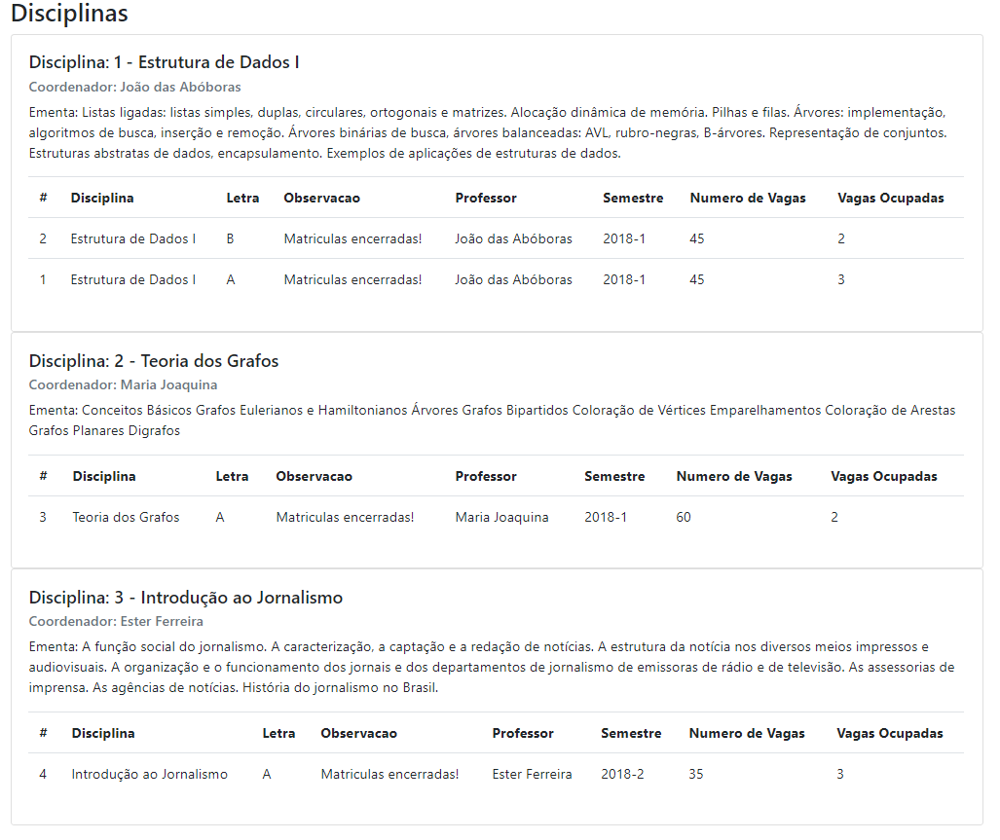 Disciplinas
Disciplina: 1 - Estrutura de Dados I
Coordenador: João das Abóboras
Ementa: Listas ligadas: listas simples, duplas, circulares, ortogonais e matrizes. Alocação dinâmica de memória. Pilhas e filas. Árvores: implementação,
algoritmos de busca, inserção e remoção. Árvores binárias de busca, árvores balanceadas: AVL, rubro-negras, B-árvores. Representação de conjuntos.
Estruturas abstratas de dados, encapsulamento. Exemplos de aplicações de estruturas de dados.
# Disciplina Letra Observacao Professor Semestre Numero de Vagas Vagas Ocupadas
2 Estrutura de Dados I B Matriculas encerradas! João das Abóboras 2018-1 45 2
1 Estrutura de Dados I A Matriculas encerradas! João das Abóboras 2018-1 45 3
Disciplina: 2 - Teoria dos Grafos
Coordenador: Maria Joaquina
Ementa: Conceitos Básicos Grafos Eulerianos e Hamiltonianos Árvores Grafos Bipartidos Coloração de Vértices Emparelhamentos Coloração de Arestas
Grafos Planares Digrafos
# Disciplina Letra Observacao Professor Semestre Numero de Vagas Vagas Ocupadas
3 Teoria dos Grafos A Matriculas encerradas! Maria Joaquina 2018-1 60 2
Disciplina: 3 - Introdução ao Jornalismo
Coordenador: Ester Ferreira
Ementa: A função social do jornalismo. A caracterização, a captação e a redação de notícias. A estrutura da notícia nos diversos meios impressos e
audiovisuais. A organização e o funcionamento dos jornais e dos departamentos de jornalismo de emissoras de rádio e de televisão. As assessorias de
imprensa. As agências de notícias. História do jornalismo no Brasil.
# Disciplina Letra Observacao Professor Semestre Numero de Vagas Vagas Ocupadas
4 Introdução ao Jornalismo A Matriculas encerradas! Ester Ferreira 2018-2 35 3